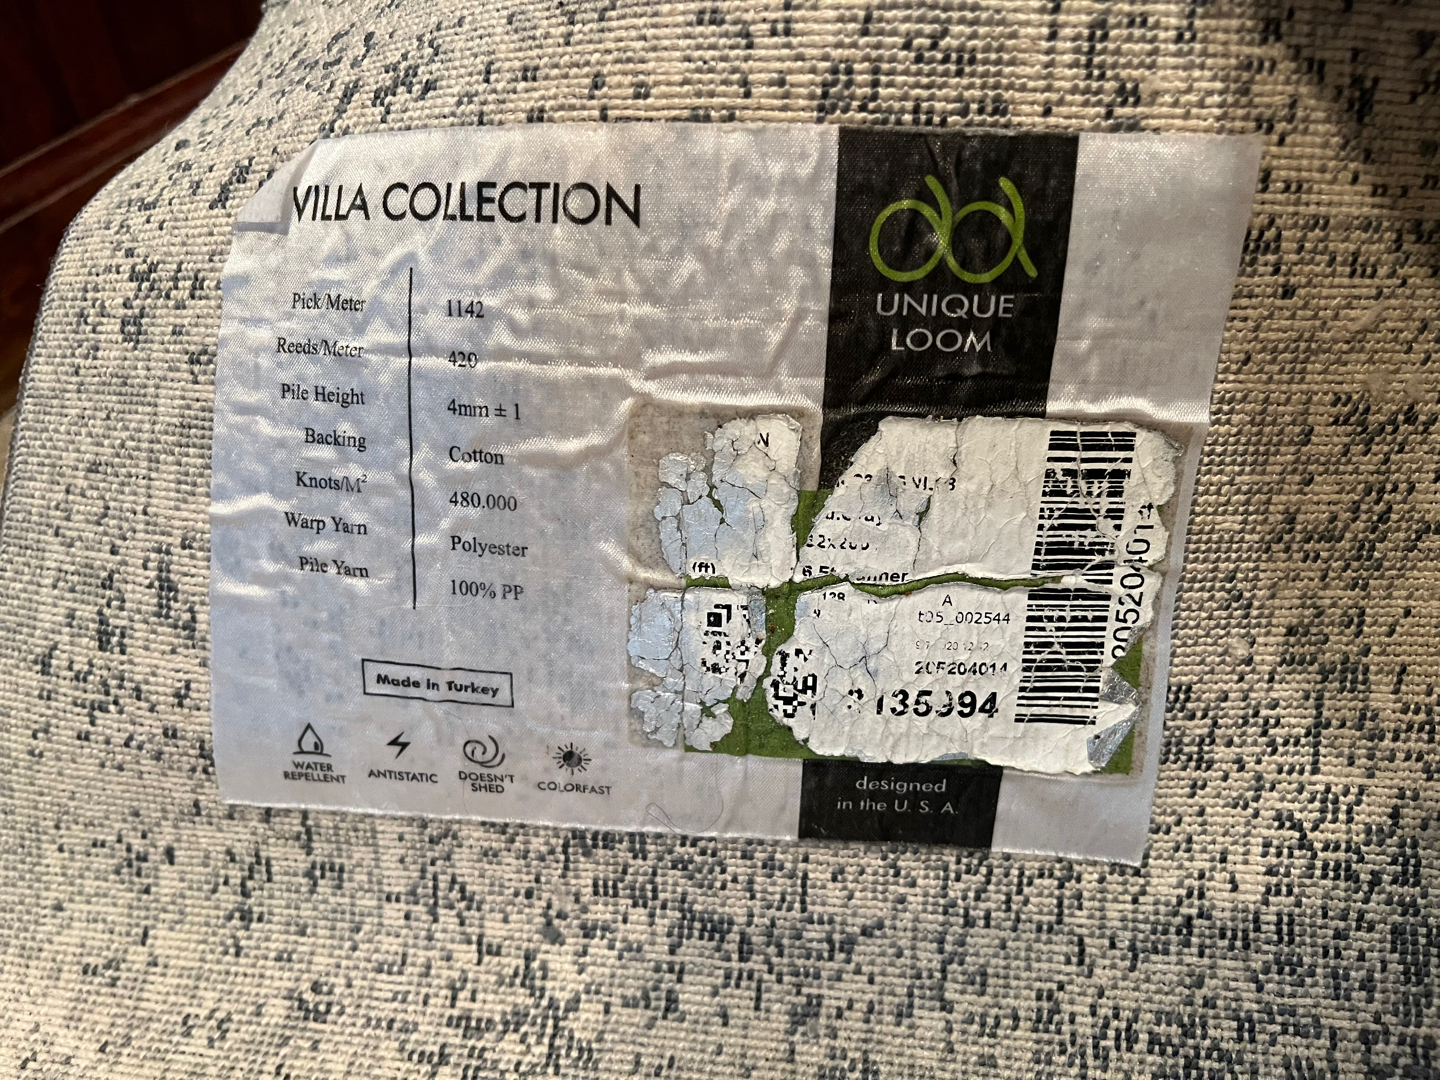 VILLA COLLECTION
Pick/Meter 1142
Reeds/Meter 420
Pile Height 4mm ± 1
Backing Cotton
Knots/M² 480.000
Warp Yarn Polyester
Pile Yarn 100% PP
Made in Turkey
WATER REPELLENT
ANTISTATIC
DOESN'T SHED
COLORFAST
UNIQUE
LOOM
(ft)
A
t05_002544
designed
in the U. S. A.